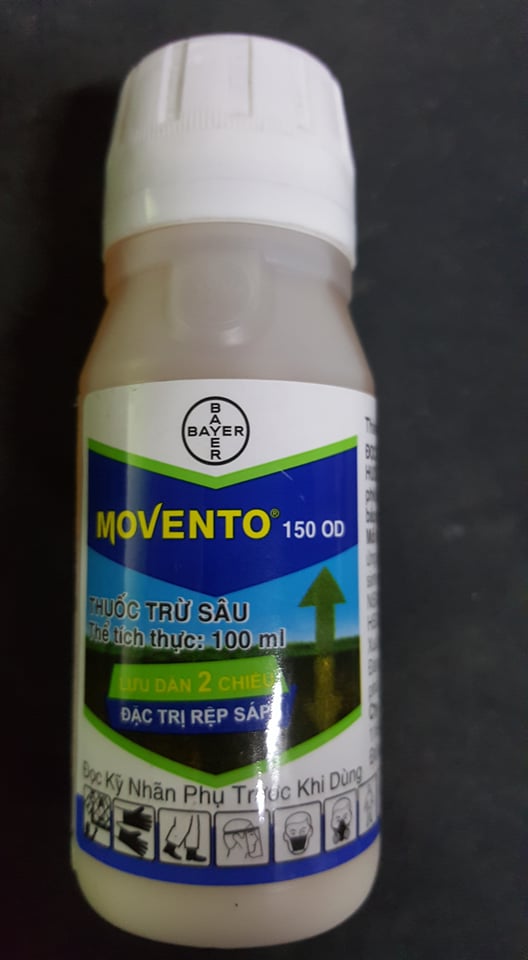 BAYER
BAYER
MOVENTO® 150 OD
THUỐC TRỪ SÂU
Thể tích thực: 100 ml
LƯU DẪN 2 CHIỀU
ĐẶC TRỊ RỆP SÁP
Đọc Kỹ Nhãn Phụ Trước Khi Dùng